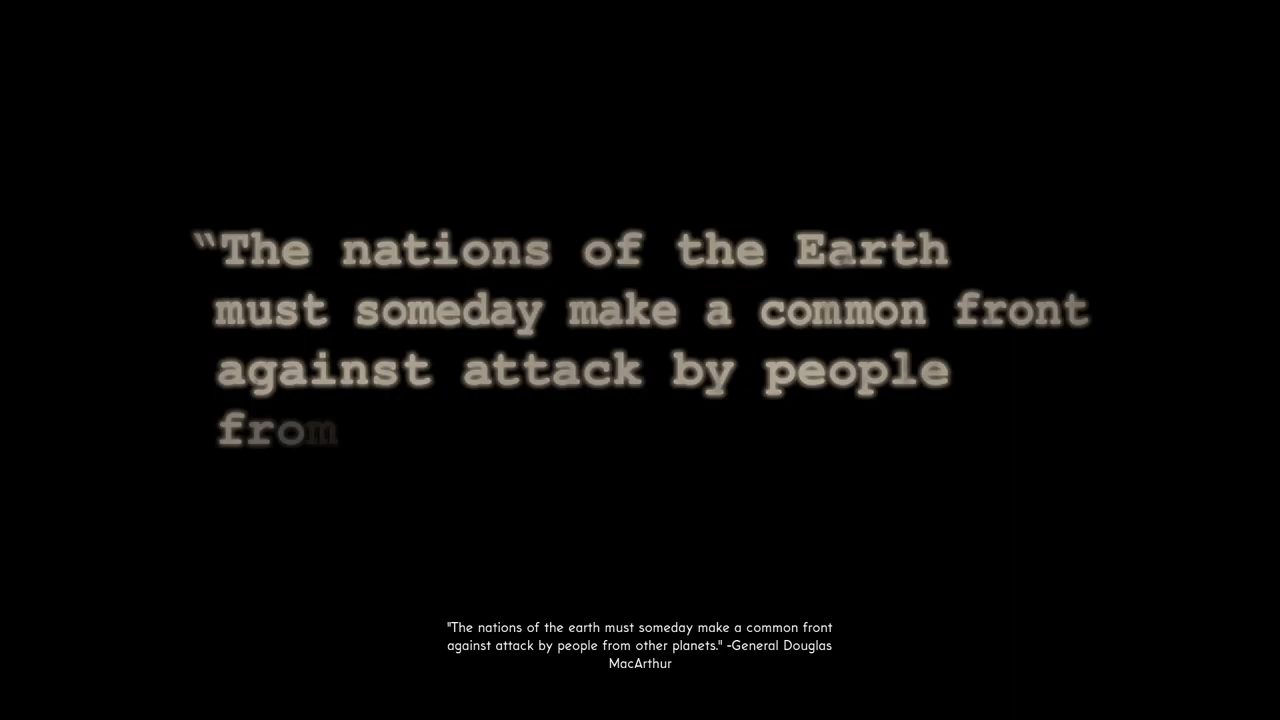 “The nations of the Earth
must someday make a common front
against attack by people
from
"The nations of the earth must someday make a common front
against attack by people from other planets." -General Douglas
MacArthur